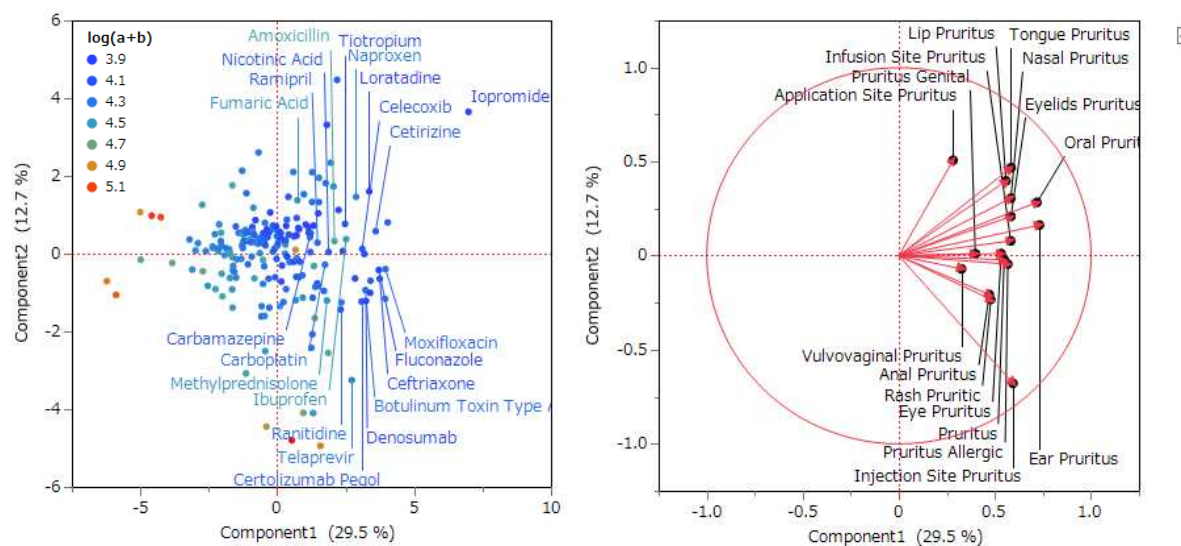 log(a+b)
3.9
4.1
4.3
4.5
4.7
4.9
5.1
6
4
2
0
-2
-4
-6
Component2 (12.7 %)
Amoxicillin
Tiotropium
Nicotinic Acid
Naproxen
Ramipril
Loratadine
Fumaric Acid
Celecoxib
Iopromide
Cetirizine
Carbamazepine
Moxifloxacin
Carboplatin
Fluconazole
Methylprednisolone
Ceftriaxone
Ibuprofen
Botulinum Toxin Type
Ranitidine
Denosumab
Telaprevir
Certolizumab Pegol
-5
0
5
10
Component1 (29.5 %)
1.0
0.5
0.0
-0.5
-1.0
Component2 (12.7 %)
Lip Pruritus
Tongue Pruritus
Infusion Site Pruritus
Nasal Pruritus
Pruritus Genital
Application Site Pruritus
Eyelids Pruritus
Oral Prurit
Vulvovaginal Pruritus
Anal Pruritus
Rash Pruritic
Eye Pruritus
Pruritus
Pruritus Allergic
Ear Pruritus
Injection Site Pruritus
-1.0
-0.5
0.0
0.5
1.0
Component1 (29.5 %)